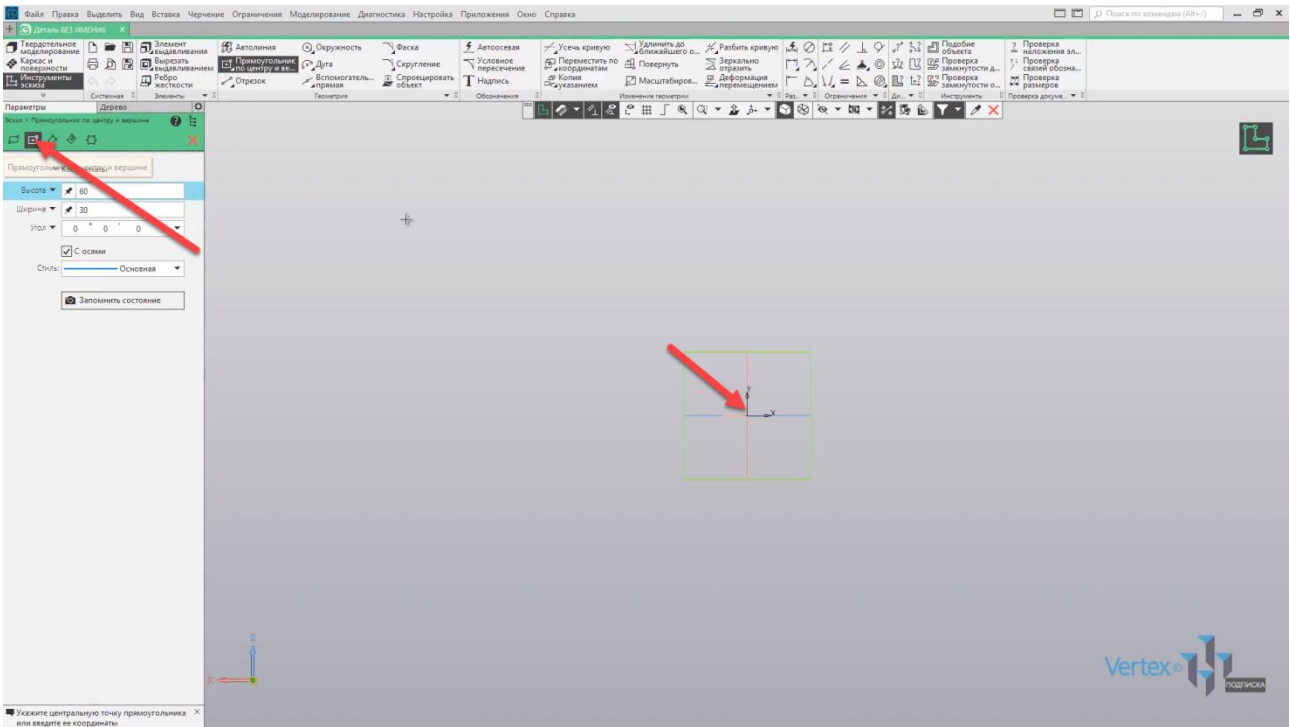 Файл Правка Выделить Вид Вставка Черчение Ограничения Моделирование Диагностика Настройка Приложения Окно Справка
Поиск по командам (Alt+/)
Деталь БЕЗ ИМЕНИ6
Твердотельное моделирование
Каркас и поверхности
Инструменты эскиза
Системная
Элемент выдавливания
Вырезать выдавливанием
Ребро жесткости
Элементы
Автолиния
Прямоугольник по центру и ве...
Отрезок
Окружность
Дуга
Вспомогатель... прямая
Фаска
Скругление
Спроецировать объект
Геометрия
Автоосевая
Условное пересечение
Надпись
Обозначения
Усечь кривую
Переместить по координатам
Копия указанием
Удлинить до ближайшего о...
Повернуть
Масштабиров...
Разбить кривую
Зеркально отразить
Деформация перемещением
Изменение геометрии
Раз...
Ограничения
Ди...
Подобие объекта
Проверка замкнутости д...
Проверка замкнутости о...
Инструменты
Проверка наложения эл...
Проверка связей обозна...
Проверка размеров
Проверка докуме...
Параметры
Дерево
Эскиз > Прямоугольник по центру и вершине
Высота 60
Ширина 30
Угол 0 ° 0 ' 0
С осями
Стиль: Основная
Запомнить состояние
Y
X
Z
X
Vertex ©
ПОДПИСКА
Укажите центральную точку прямоугольника
или введите ее координаты